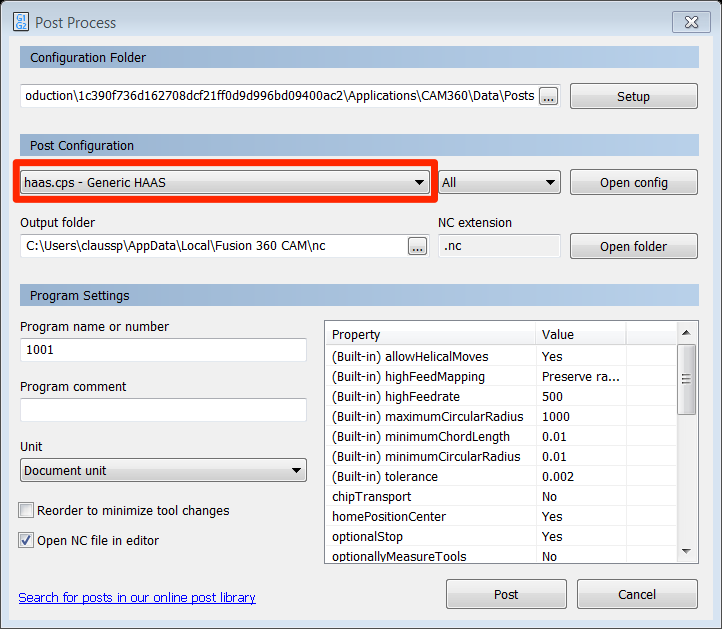 G1
G2
Post Process
Configuration Folder
oduction\1c390f736d162708dcf21ff0d9d996bd09400ac2\Applications\CAM360\Data\Posts
...
Setup
Post Configuration
haas.cps - Generic HAAS
All
Open config
Output folder
NC extension
C:\Users\claussp\AppData\Local\Fusion 360 CAM\nc
...
.nc
Open folder
Program Settings
Program name or number
1001
Program comment
Unit
Document unit
Reorder to minimize tool changes
Open NC file in editor
Property Value
(Built-in) allowHelicalMoves Yes
(Built-in) highFeedMapping Preserve ra...
(Built-in) highFeedrate 500
(Built-in) maximumCircularRadius 1000
(Built-in) minimumChordLength 0.01
(Built-in) minimumCircularRadius 0.01
(Built-in) tolerance 0.002
chipTransport No
homePositionCenter Yes
optionalStop Yes
optionallyMeasureTools No
Search for posts in our online post library
Post
Cancel